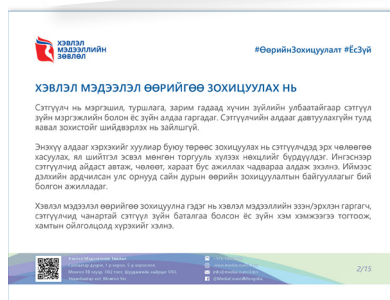 ХЭВЛЭЛ
МЭДЭЭЛЛИЙН
ЗӨВЛӨЛ
#ӨөрийнЗохицуулалт #ЁсЗүй
ХЭВЛЭЛ МЭДЭЭЛЭЛ ӨӨРИЙГӨӨ ЗОХИЦУУЛАХ НЬ
Сэтгүүлч нь мэргэшил, туршлага, зарим гадаад хүчин зүйлийн улбаатайгаар сэтгүүл
зүйн мэргэжлийн болон ёс зүйн алдаа гаргадаг. Сэтгүүлчийн алдааг давтуулахгүйн тулд
яавал зохистойг шийдвэрлэх нь зайлшгүй.
Энэхүү алдааг хэрхэхийг хуулиар буюу төрөөс зохицуулах нь сэтгүүлчдэд эрх чөлөөгөө
хасуулах, ял шийтгэл эсвэл мөнгөн торгууль хүлээх нөхцлийг бүрдүүлдэг. Ингэснээр
сэтгүүлчид айдаст автаж, чөлөөт, хараат бус ажиллах чадвараа алдаж эхэлнэ. Иймээс
дэлхийн ардчилсан улс орнууд сайн дурын өөрийн зохицуулалтын байгууллагыг бий
болгон ажилладаг.
Хэвлэл мэдээлэл өөрийгөө зохицуулна гэдэг нь хэвлэл мэдээллийн эзэн/эрхлэн гаргагч,
сэтгүүлчид чанартай сэтгүүл зүйн баталгаа болсон ёс зүйн хэм хэмжээгээ тогтоож,
хамтын ойлголцолд хүрэхийг хэлнэ.
2/15